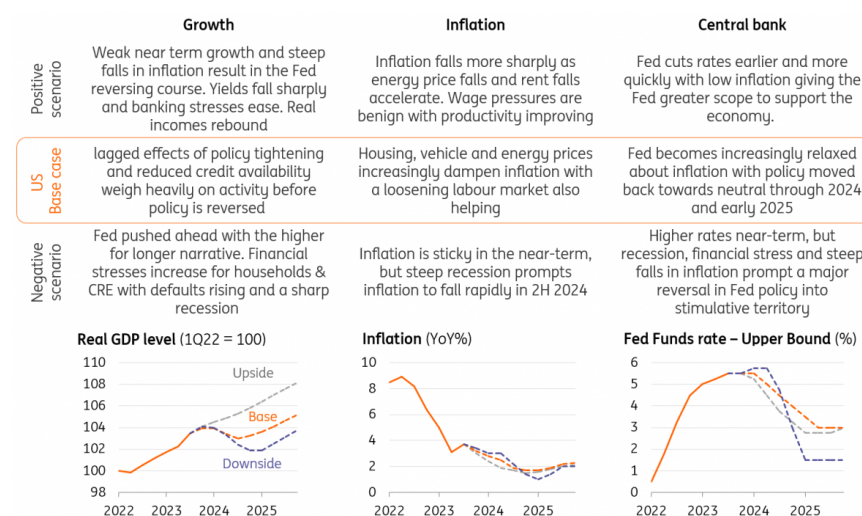 Growth
Inflation
Central bank
Positive
scenario
Weak near term growth and steep
falls in inflation result in the Fed
reversing course. Yields fall sharply
and banking stresses ease. Real
incomes rebound
Inflation falls more sharply as
energy price falls and rent falls
accelerate. Wage pressures are
benign with productivity improving
Fed cuts rates earlier and more
quickly with low inflation giving the
Fed greater scope to support the
economy.
US
Base case
lagged effects of policy tightening
and reduced credit availability
weigh heavily on activity before
policy is reversed
Housing, vehicle and energy prices
increasingly dampen inflation with
a loosening labour market also
helping
Fed becomes increasingly relaxed
about inflation with policy moved
back towards neutral through 2024
and early 2025
Negative
scenario
Fed pushed ahead with the higher
for longer narrative. Financial
stresses increase for households &
CRE with defaults rising and a sharp
recession
Inflation is sticky in the near-term,
but steep recession prompts
inflation to fall rapidly in 2H 2024
Higher rates near-term, but
recession, financial stress and steep
falls in inflation prompt a major
reversal in Fed policy into
stimulative territory
Real GDP level (1Q22 = 100)
110
108
106
104
102
100
98
Upside
Base
Downside
2022 2023 2024 2025
Inflation (YoY%)
10
8
6
4
2
0
2022 2023 2024 2025
Fed Funds rate – Upper Bound (%)
6
5
4
3
2
1
0
2022 2023 2024 2025